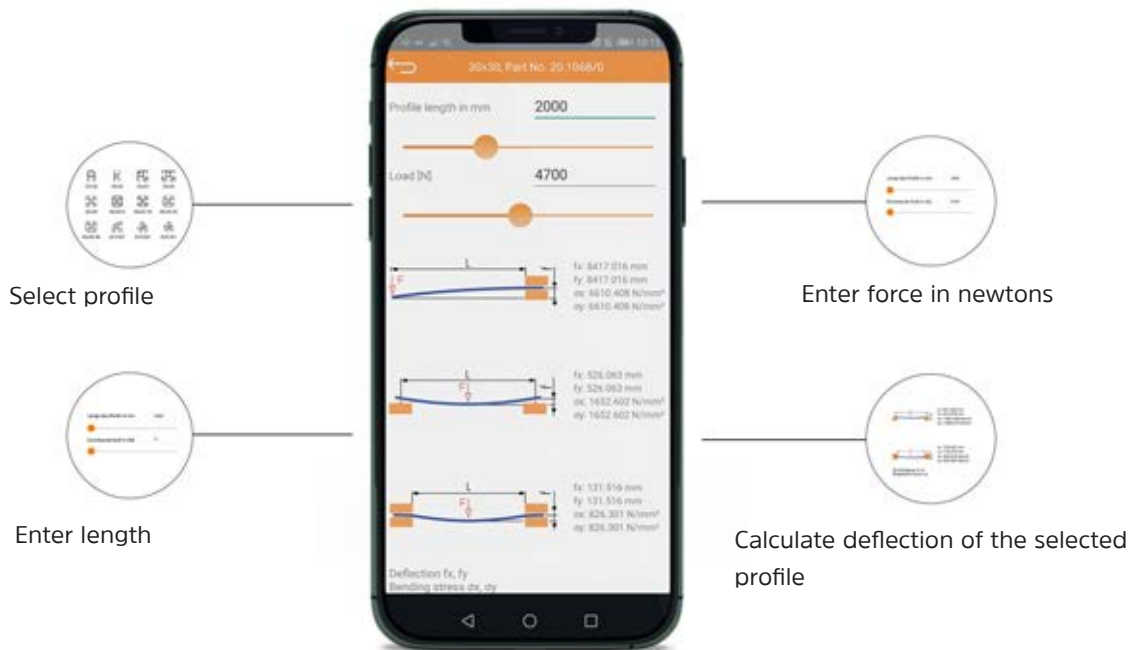 10:15
30x30, Part No. 20.1068/0
Profile length in mm 2000
Load [N] 4700
Select profile
Enter force in newtons
L
F
fx: 8417.016 mm
fy: 8417.016 mm
σx: 6610.408 N/mm²
σy: 6610.408 N/mm²
L
F
f
fx: 526.063 mm
fy: 526.063 mm
σx: 1652.602 N/mm²
σy: 1652.602 N/mm²
Enter length
L
F
f
fx: 131.516 mm
fy: 131.516 mm
σx: 826.301 N/mm²
σy: 826.301 N/mm²
Calculate deflection of the selected
profile
Deflection fx, fy
Bending stress σx, σy